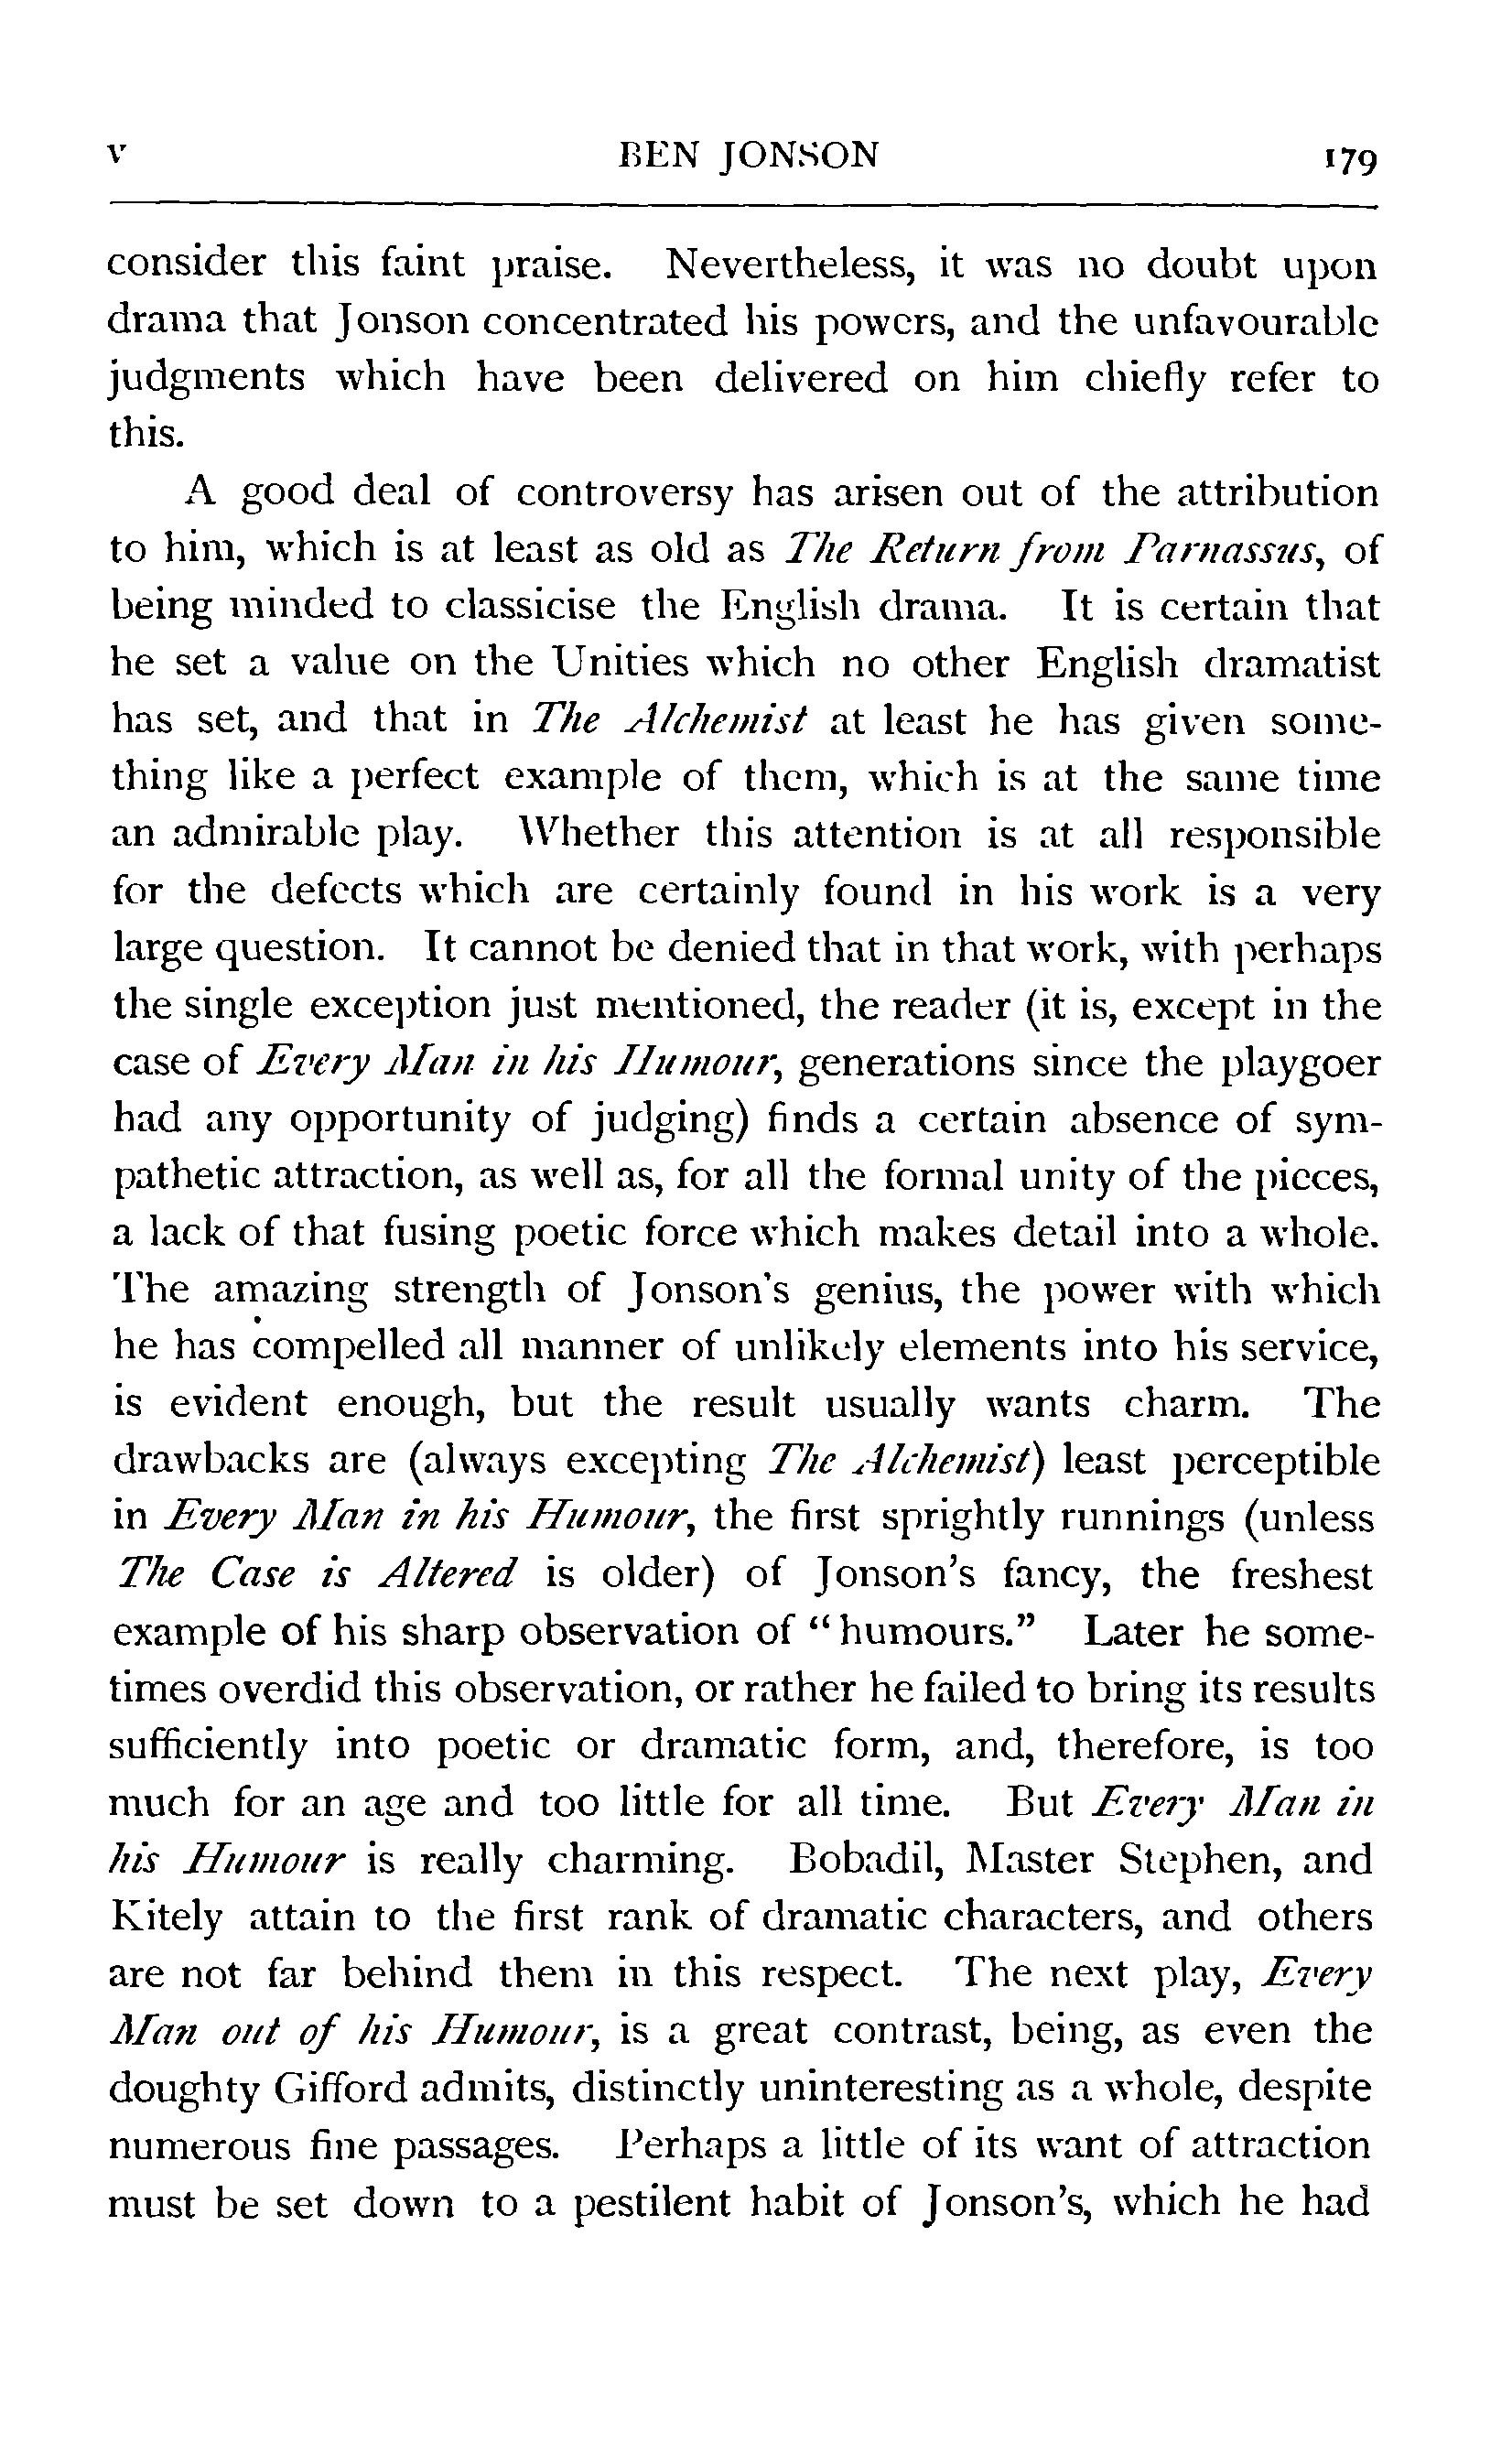 v BEN JONSON 179
consider this faint praise. Nevertheless, it was no doubt upon
drama that Jonson concentrated his powers, and the unfavourable
judgments which have been delivered on him chiefly refer to
this.
A good deal of controversy has arisen out of the attribution
to him, which is at least as old as The Return from Parnassus, of
being minded to classicise the English drama. It is certain that
he set a value on the Unities which no other English dramatist
has set, and that in The Alchemist at least he has given some-
thing like a perfect example of them, which is at the same time
an admirable play. Whether this attention is at all responsible
for the defects which are certainly found in his work is a very
large question. It cannot be denied that in that work, with perhaps
the single exception just mentioned, the reader (it is, except in the
case of Every Man in his Humour, generations since the playgoer
had any opportunity of judging) finds a certain absence of sym-
pathetic attraction, as well as, for all the formal unity of the pieces,
a lack of that fusing poetic force which makes detail into a whole.
The amazing strength of Jonson's genius, the power with which
he has compelled all manner of unlikely elements into his service,
is evident enough, but the result usually wants charm. The
drawbacks are (always excepting The Alchemist) least perceptible
in Every Man in his Humour, the first sprightly runnings (unless
The Case is Altered is older) of Jonson's fancy, the freshest
example of his sharp observation of "humours." Later he some-
times overdid this observation, or rather he failed to bring its results
sufficiently into poetic or dramatic form, and, therefore, is too
much for an age and too little for all time. But Every Man in
his Humour is really charming. Bobadil, Master Stephen, and
Kitely attain to the first rank of dramatic characters, and others
are not far behind them in this respect. The next play, Every
Man out of his Humour, is a great contrast, being, as even the
doughty Gifford admits, distinctly uninteresting as a whole, despite
numerous fine passages. Perhaps a little of its want of attraction
must be set down to a pestilent habit of Jonson's, which he had